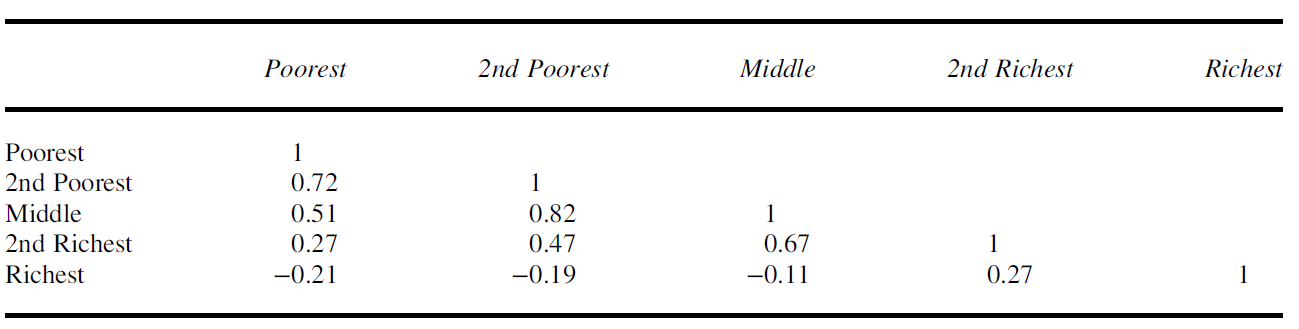 Poorest 2nd Poorest Middle 2nd Richest Richest
Poorest 1
2nd Poorest 0.72 1
Middle 0.51 0.82 1
2nd Richest 0.27 0.47 0.67 1
Richest −0.21 −0.19 −0.11 0.27 1